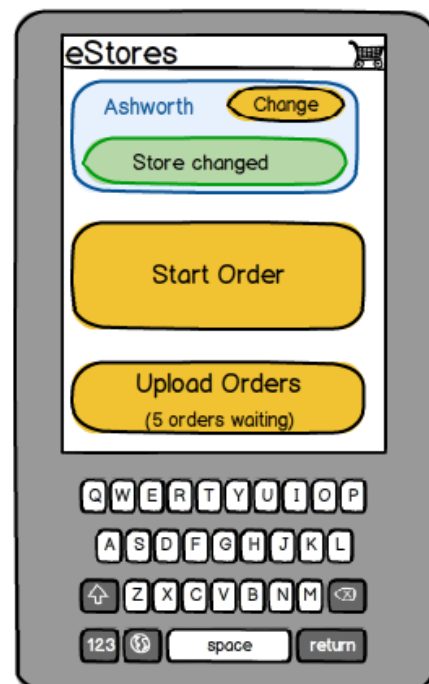 eStores
Ashworth Change
Store changed
Start Order
Upload Orders
(5 orders waiting)
Q W E R T Y U I O P
A S D F G H J K L
Z X C V B N M
123 space return